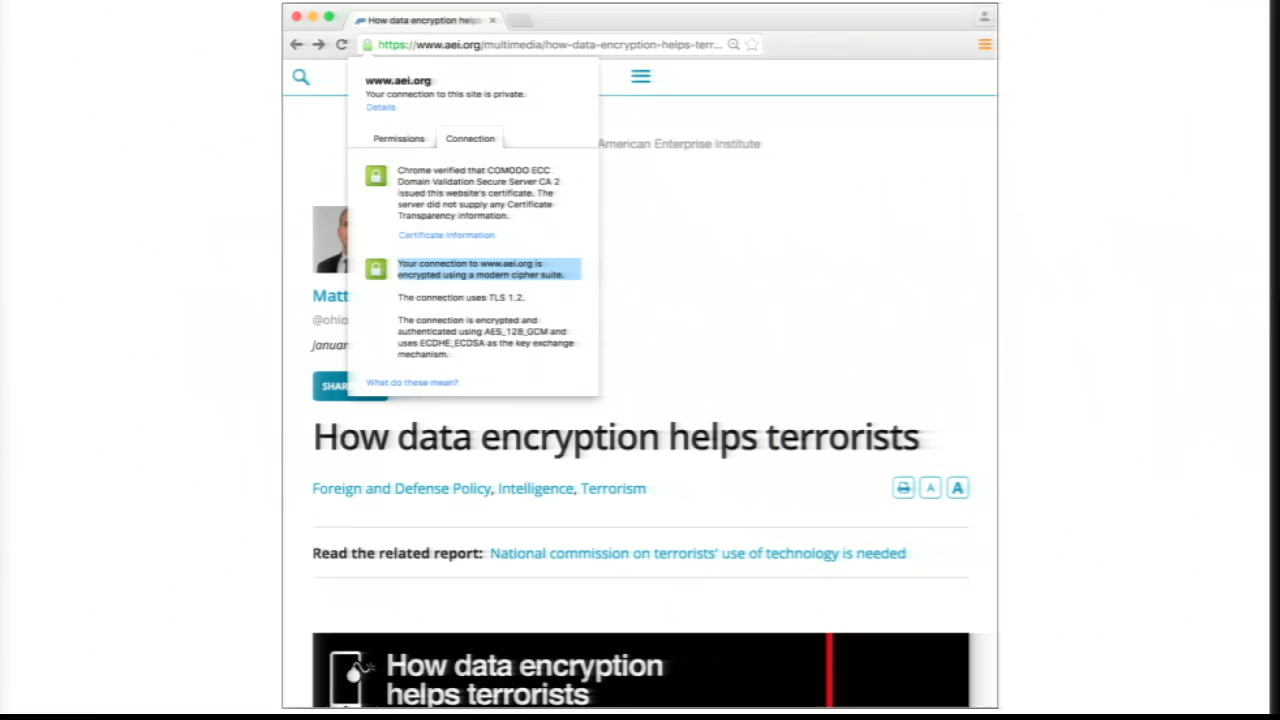 How data encryption helps
https://www.aei.org/multimedia/how-data-encryption-helps-terr...
www.aei.org
Your connection to this site is private.
Details
Permissions Connection
American Enterprise Institute
Chrome verified that COMODO ECC
Domain Validation Secure Server CA 2
issued this website's certificate. The
server did not supply any Certificate
Transparency information.
Certificate Information
Your connection to www.aei.org is
encrypted using a modern cipher suite.
Matt
The connection uses TLS 1.2.
@ohio
The connection is encrypted and
authenticated using AES_128_GCM and
uses ECDHE_ECDSA as the key exchange
mechanism.
Januar
What do these mean?
SHAR
How data encryption helps terrorists
Foreign and Defense Policy, Intelligence, Terrorism
A A
Read the related report: National commission on terrorists' use of technology is needed
How data encryption
helps terrorists